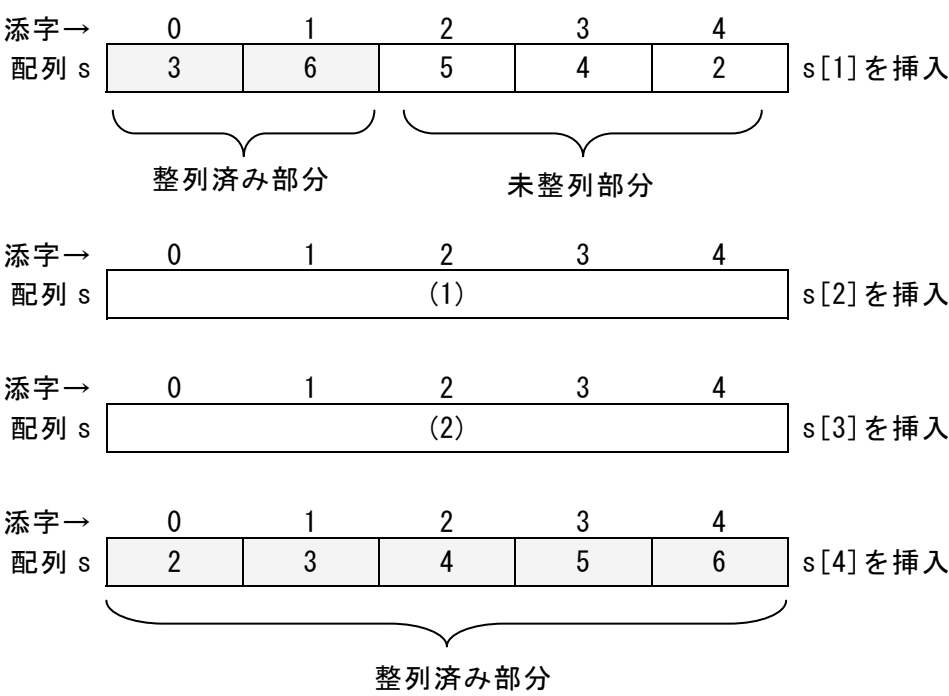 添字→ 0 1 2 3 4
配列 s 3 6 5 4 2 s[1]を挿入
整列済み部分 未整列部分
添字→ 0 1 2 3 4
配列 s (1) s[2]を挿入
添字→ 0 1 2 3 4
配列 s (2) s[3]を挿入
添字→ 0 1 2 3 4
配列 s 2 3 4 5 6 s[4]を挿入
整列済み部分